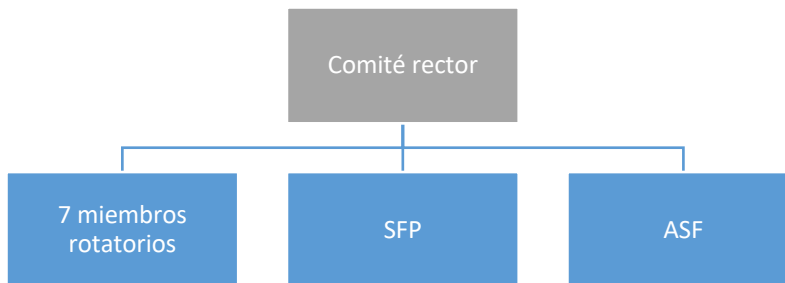 Comité rector
7 miembros
rotatorios
SFP
ASF